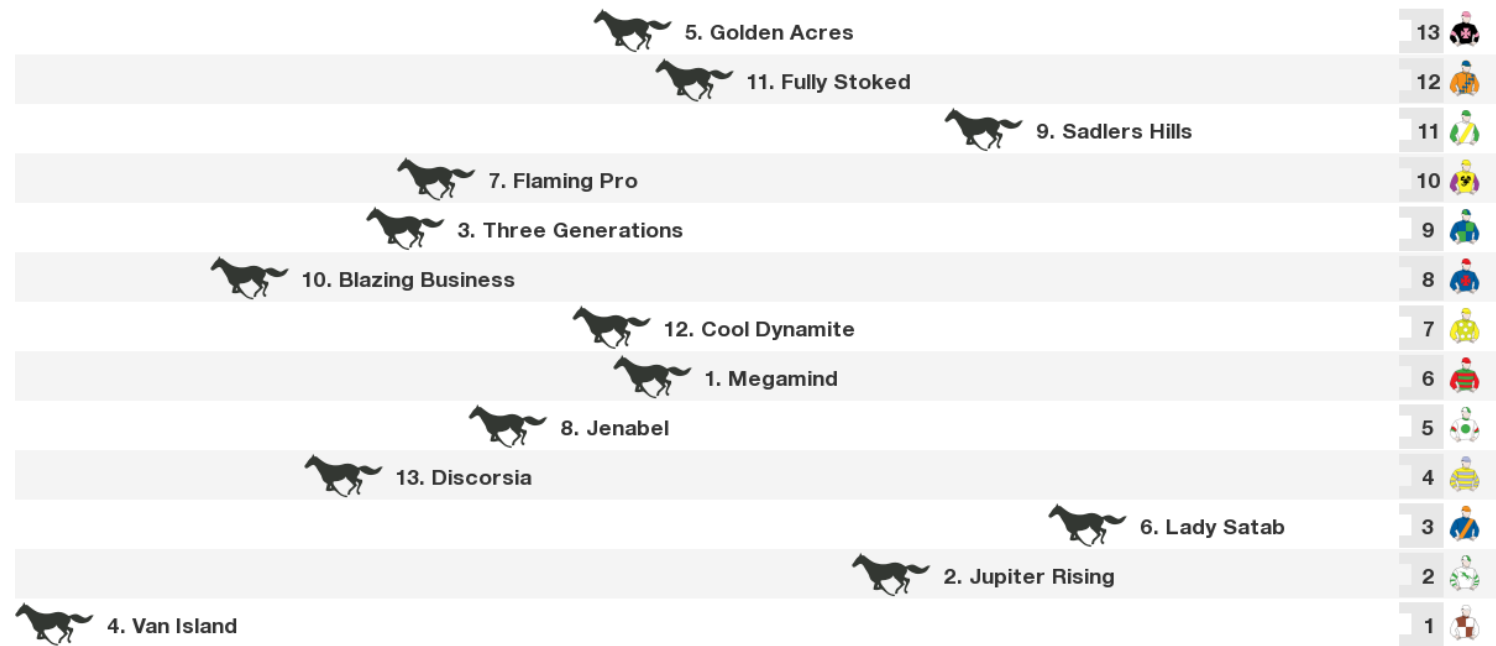 5. Golden Acres 13
11. Fully Stoked 12
9. Sadlers Hills 11
7. Flaming Pro 10
3. Three Generations 9
10. Blazing Business 8
12. Cool Dynamite 7
1. Megamind 6
8. Jenabel 5
13. Discorsia 4
6. Lady Satab 3
2. Jupiter Rising 2
4. Van Island 1